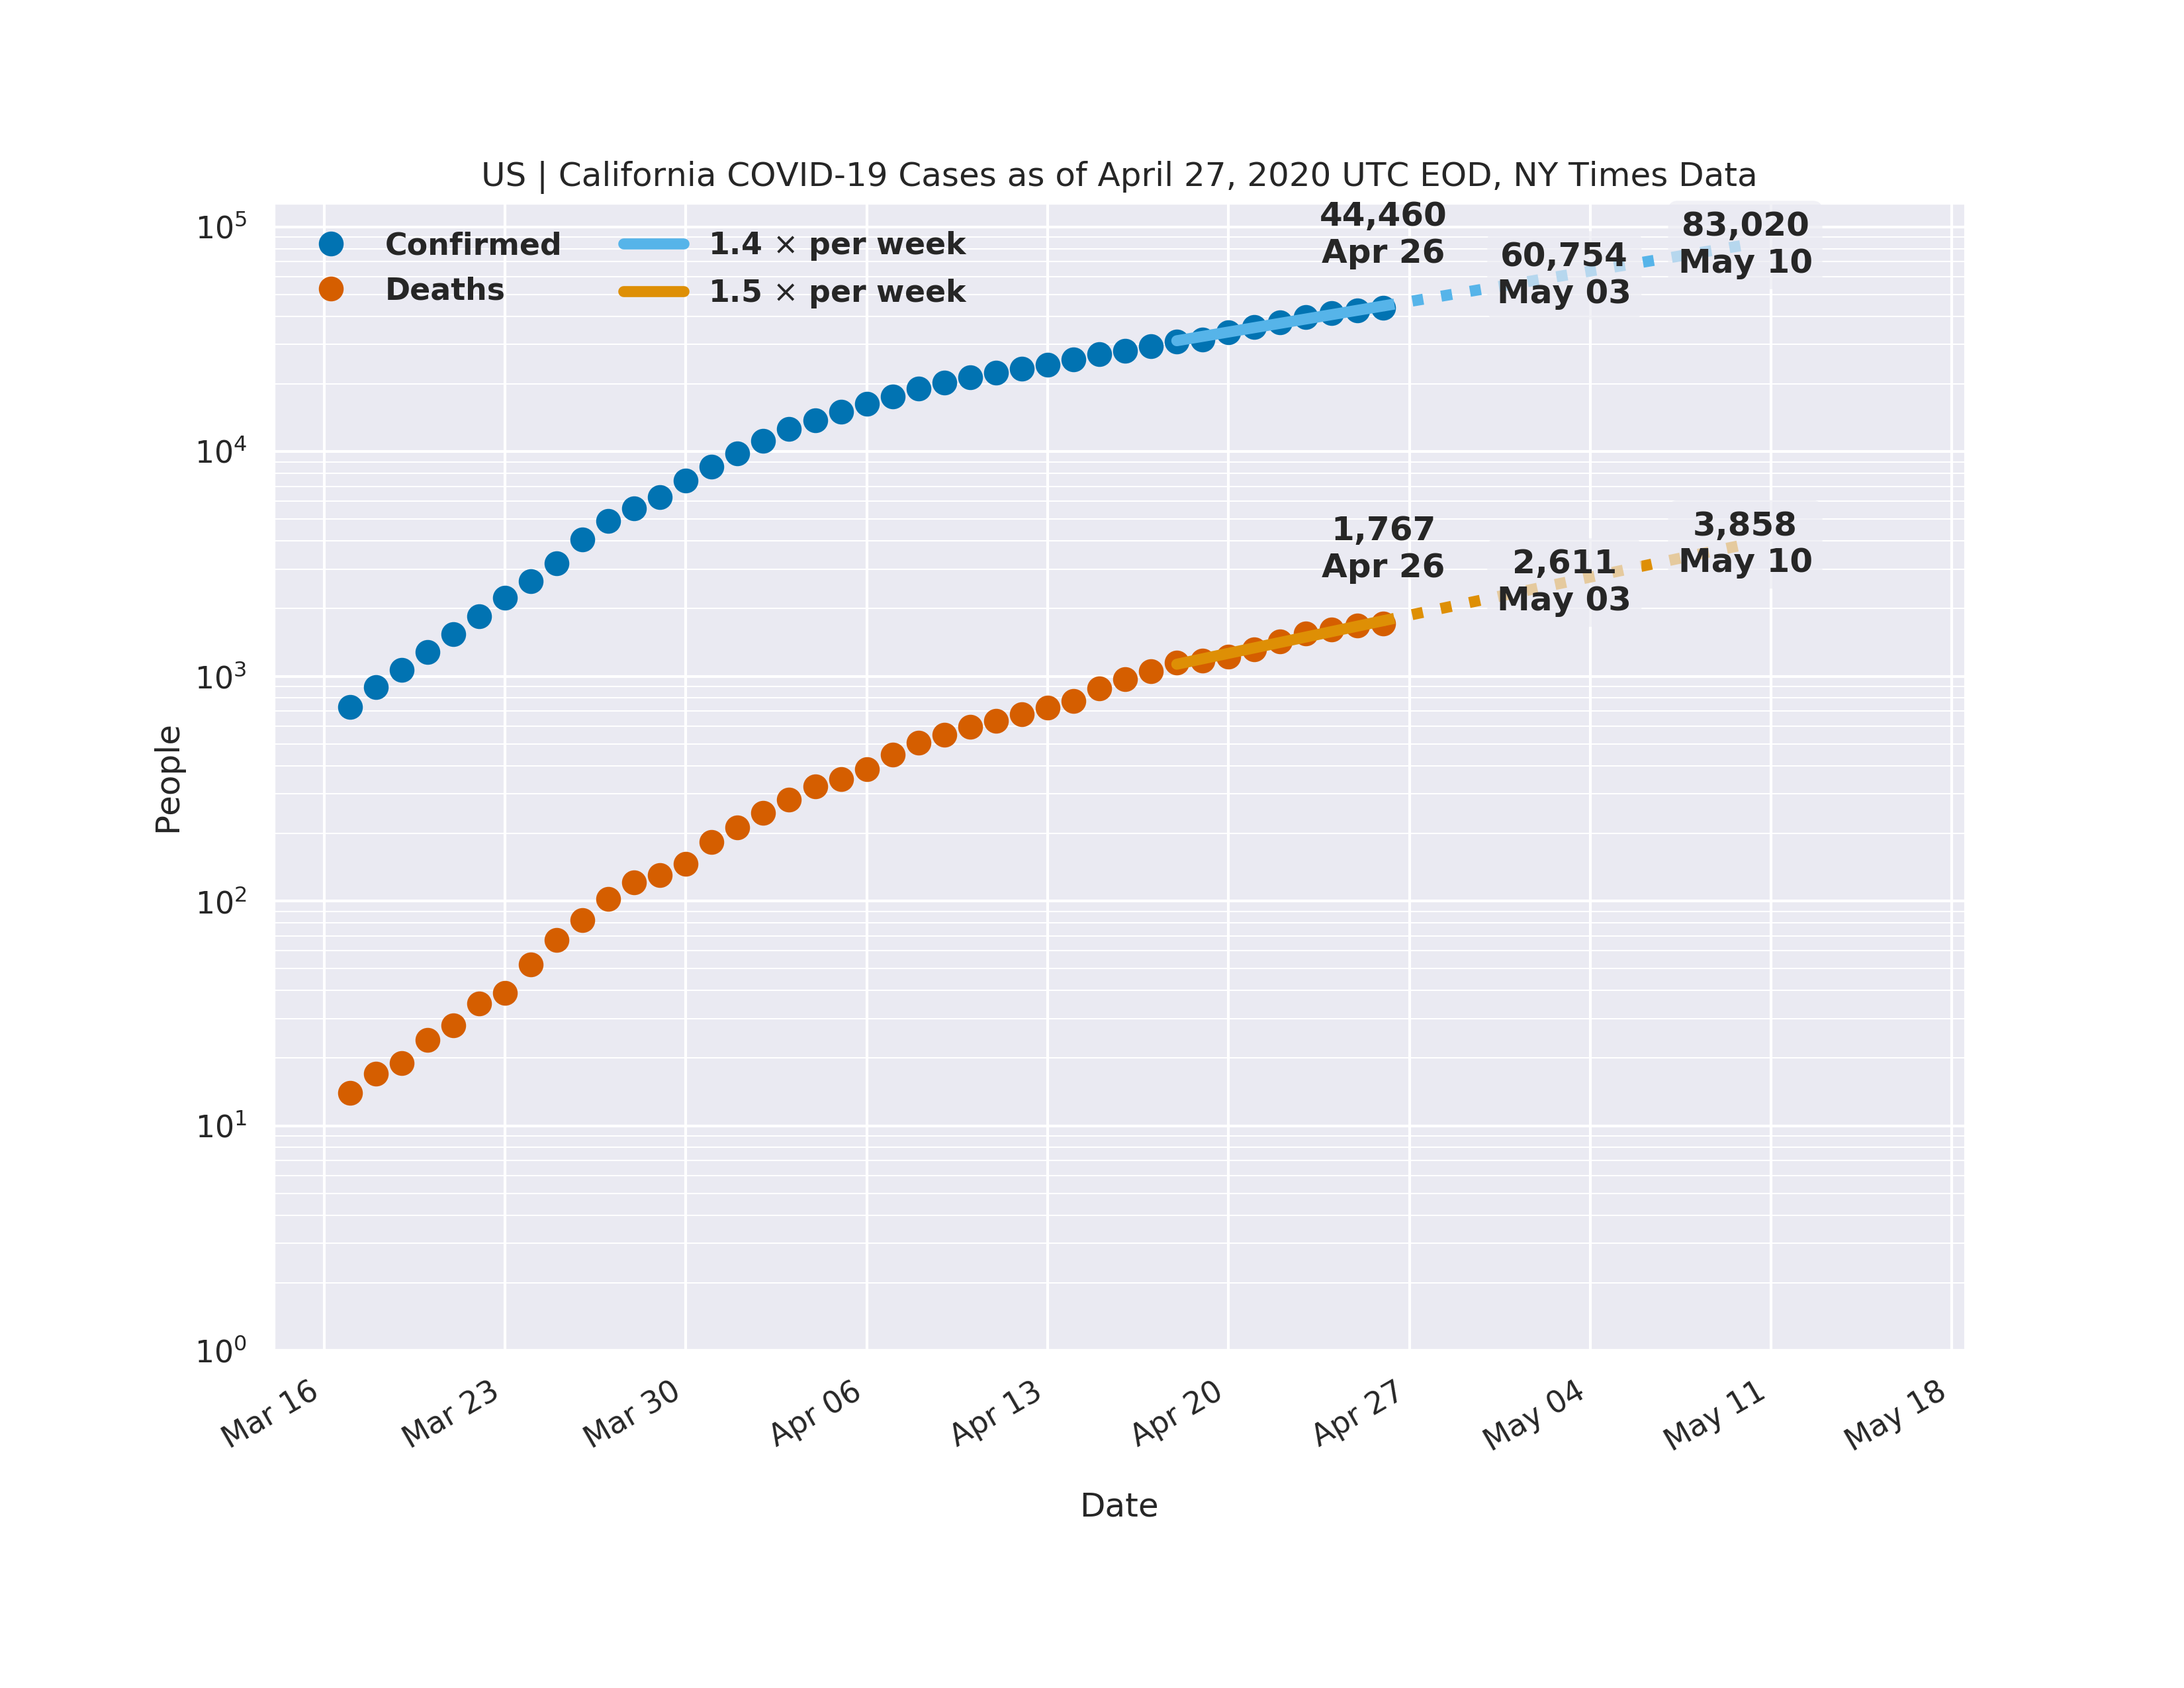 US | California COVID-19 Cases as of April 27, 2020 UTC EOD, NY Times Data
Confirmed
Deaths
1.4 × per week
1.5 × per week
44,460
Apr 26
60,754
May 03
83,020
May 10
1,767
Apr 26
2,611
May 03
3,858
May 10
People
10⁵
10⁴
10³
10²
10¹
10⁰
Mar 16
Mar 23
Mar 30
Apr 06
Apr 13
Apr 20
Apr 27
May 04
May 11
May 18
Date